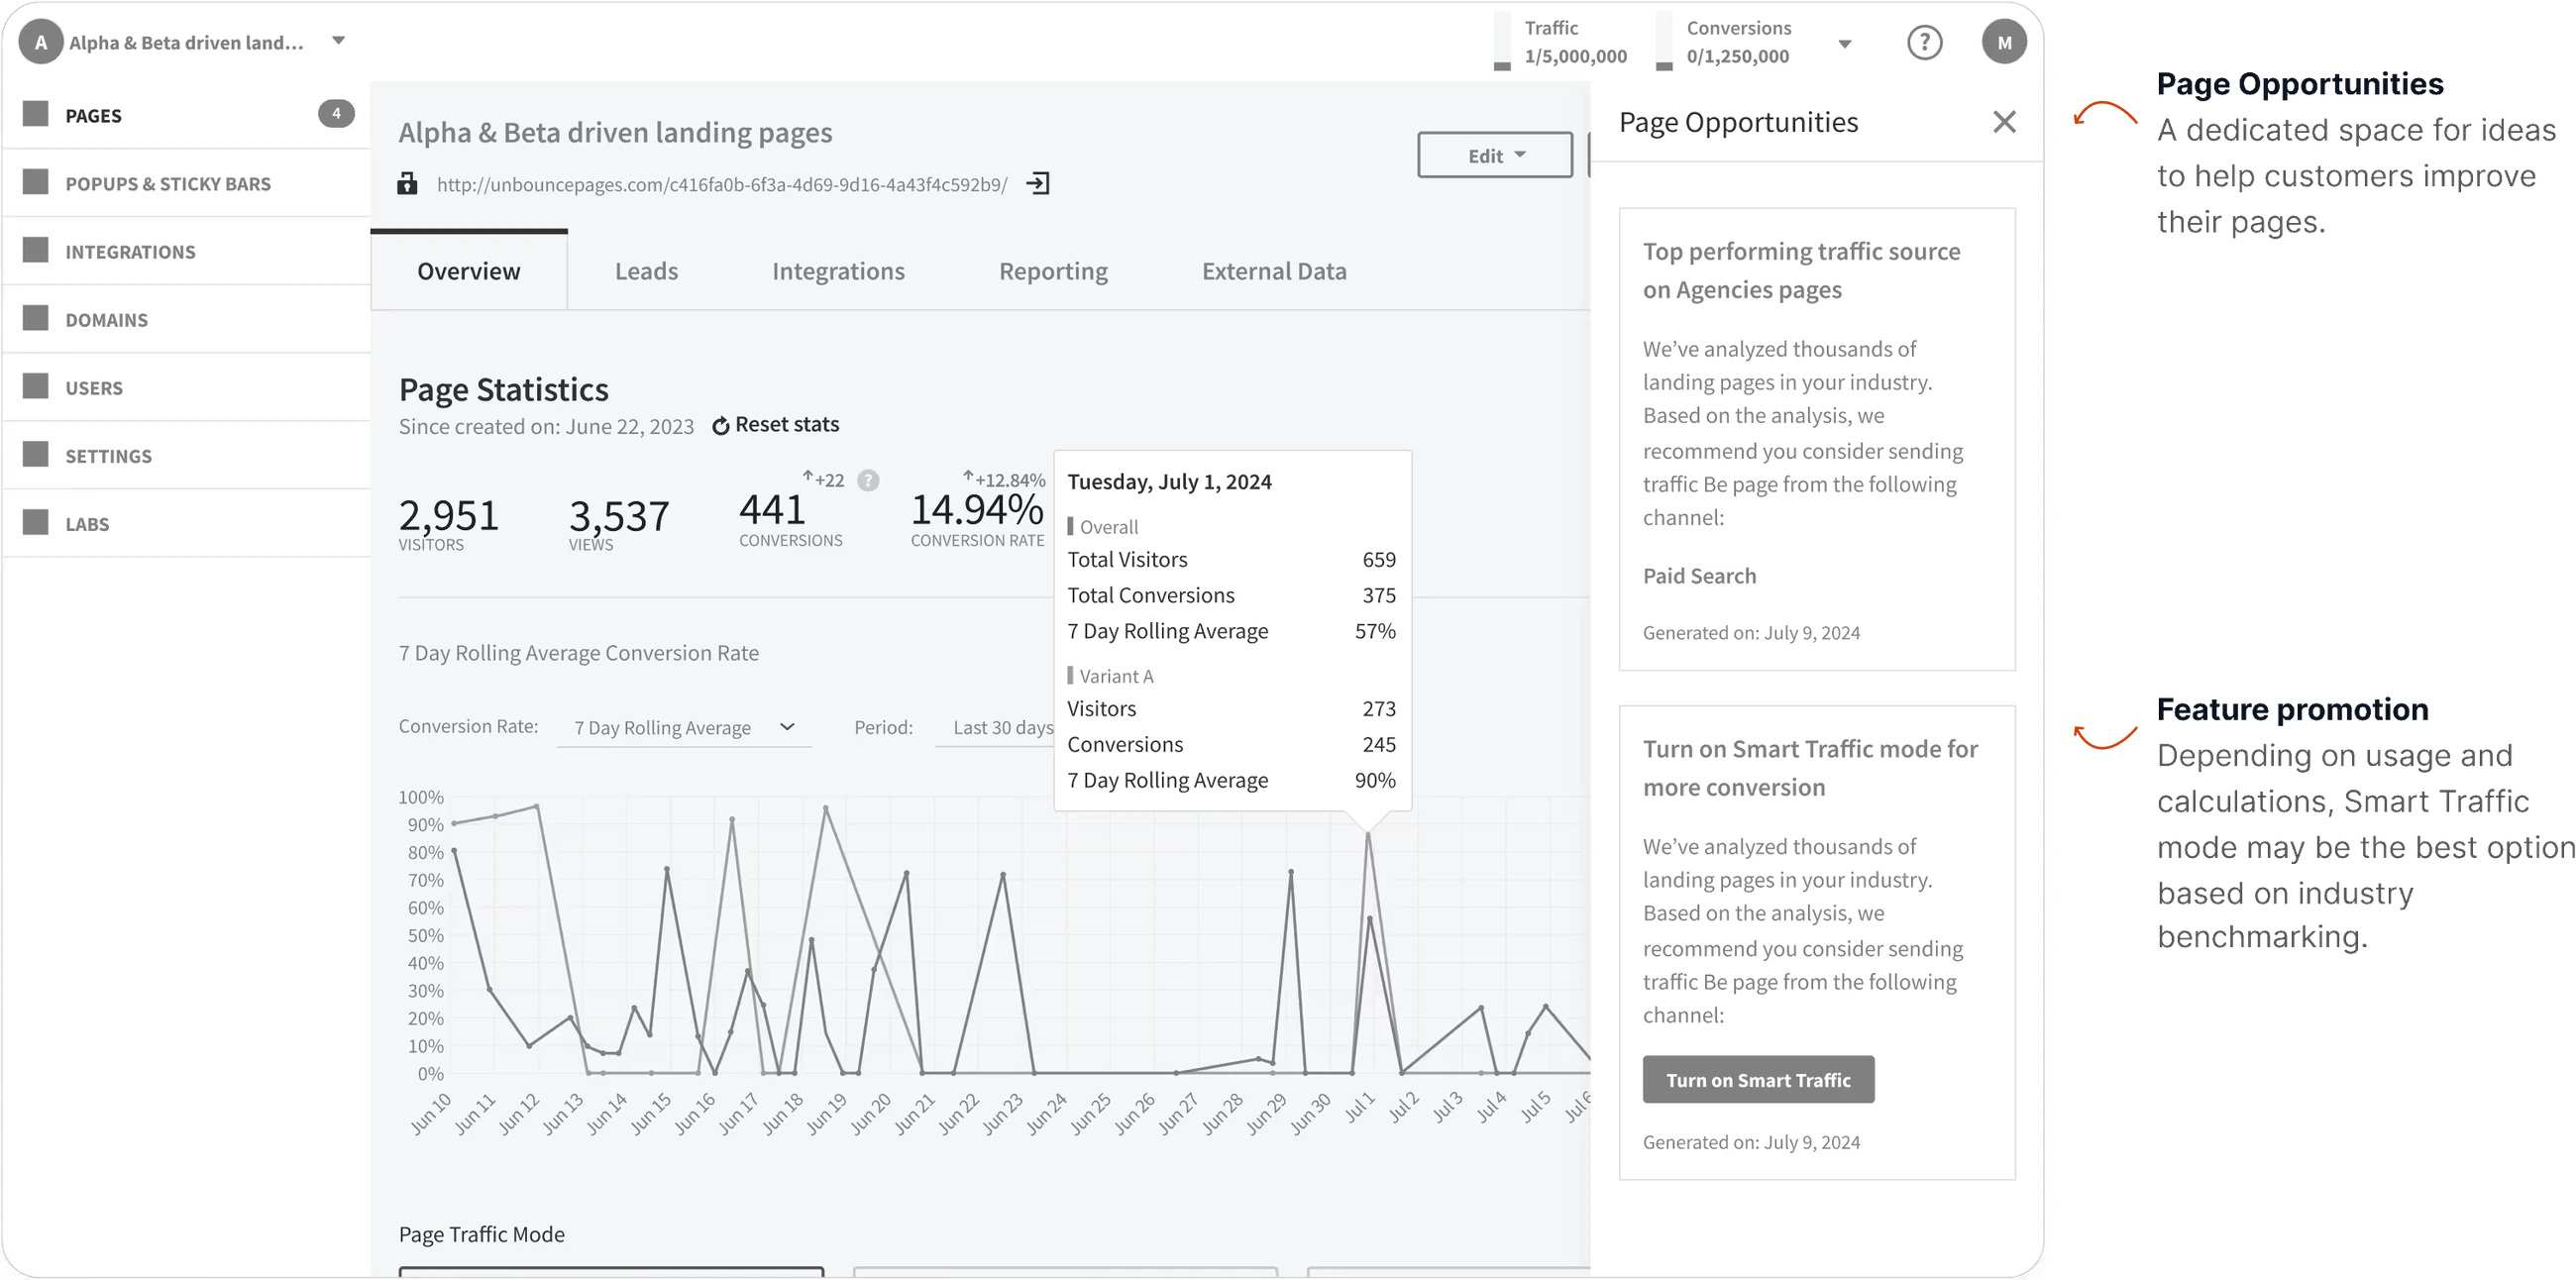 A
Alpha & Beta driven land...
Traffic
1/5,000,000
Conversions
0/1,250,000
?
M
PAGES
4
POPUPS & STICKY BARS
INTEGRATIONS
DOMAINS
USERS
SETTINGS
LABS
Alpha & Beta driven landing pages
http://unbouncepages.com/c416fa0b-6f3a-4d69-9d16-4a43f4c592b9/
Edit
Overview
Leads
Integrations
Reporting
External Data
Page Statistics
Since created on: June 22, 2023
Reset stats
2,951
VISITORS
3,537
VIEWS
+22
?
441
CONVERSIONS
+12.84%
14.94%
CONVERSION RATE
Tuesday, July 1, 2024
Overall
Total Visitors 659
Total Conversions 375
7 Day Rolling Average 57%
Variant A
Visitors 273
Conversions 245
7 Day Rolling Average 90%
7 Day Rolling Average Conversion Rate
Conversion Rate:
7 Day Rolling Average
Period:
Last 30 days
100%
90%
80%
70%
60%
50%
40%
30%
20%
10%
0%
Jun 10
Jun 11
Jun 12
Jun 13
Jun 14
Jun 15
Jun 16
Jun 17
Jun 18
Jun 19
Jun 20
Jun 21
Jun 22
Jun 23
Jun 24
Jun 25
Jun 26
Jun 27
Jun 28
Jun 29
Jun 30
Jul 1
Jul 2
Jul 3
Jul 4
Jul 5
Jul 6
Page Traffic Mode
Page Opportunities
Top performing traffic source
on Agencies pages
We’ve analyzed thousands of
landing pages in your industry.
Based on the analysis, we
recommend you consider sending
traffic Be page from the following
channel:
Paid Search
Generated on: July 9, 2024
Turn on Smart Traffic mode for
more conversion
We’ve analyzed thousands of
landing pages in your industry.
Based on the analysis, we
recommend you consider sending
traffic Be page from the following
channel:
Turn on Smart Traffic
Generated on: July 9, 2024
Page Opportunities
A dedicated space for ideas
to help customers improve
their pages.
Feature promotion
Depending on usage and
calculations, Smart Traffic
mode may be the best option
based on industry
benchmarking.